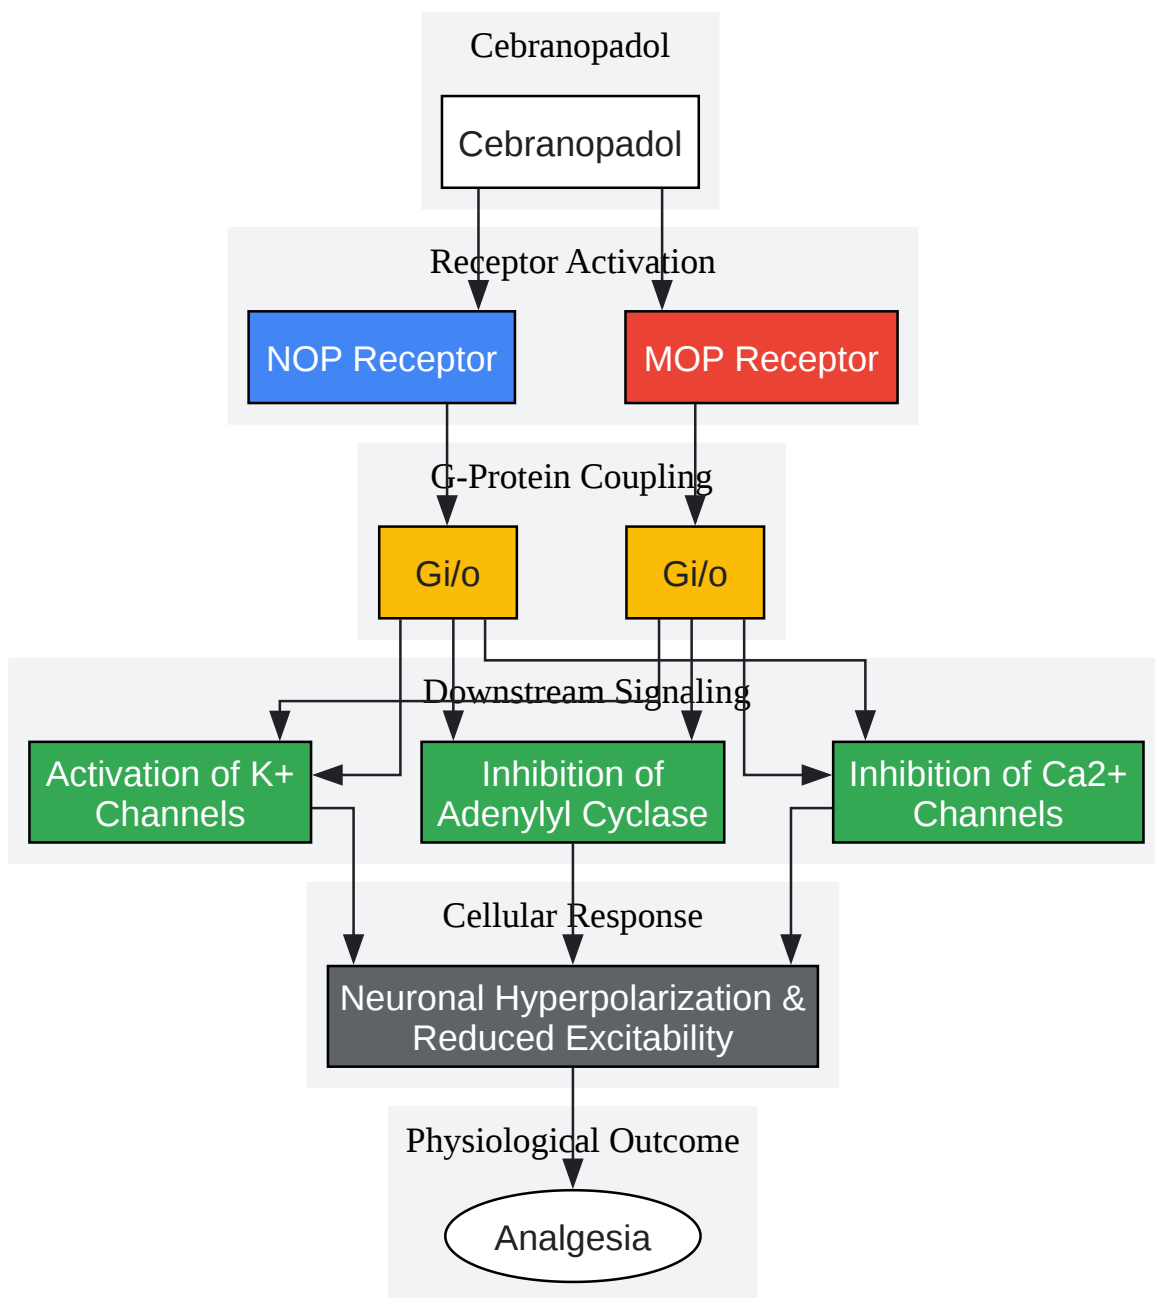 Cebranopadol
Cebranopadol
Receptor Activation
NOP Receptor
MOP Receptor
G-Protein Coupling
Gi/o
Gi/o
Downstream Signaling
Activation of K+
Channels
Inhibition of
Adenylyl Cyclase
Inhibition of Ca2+
Channels
Cellular Response
Neuronal Hyperpolarization &
Reduced Excitability
Physiological Outcome
Analgesia